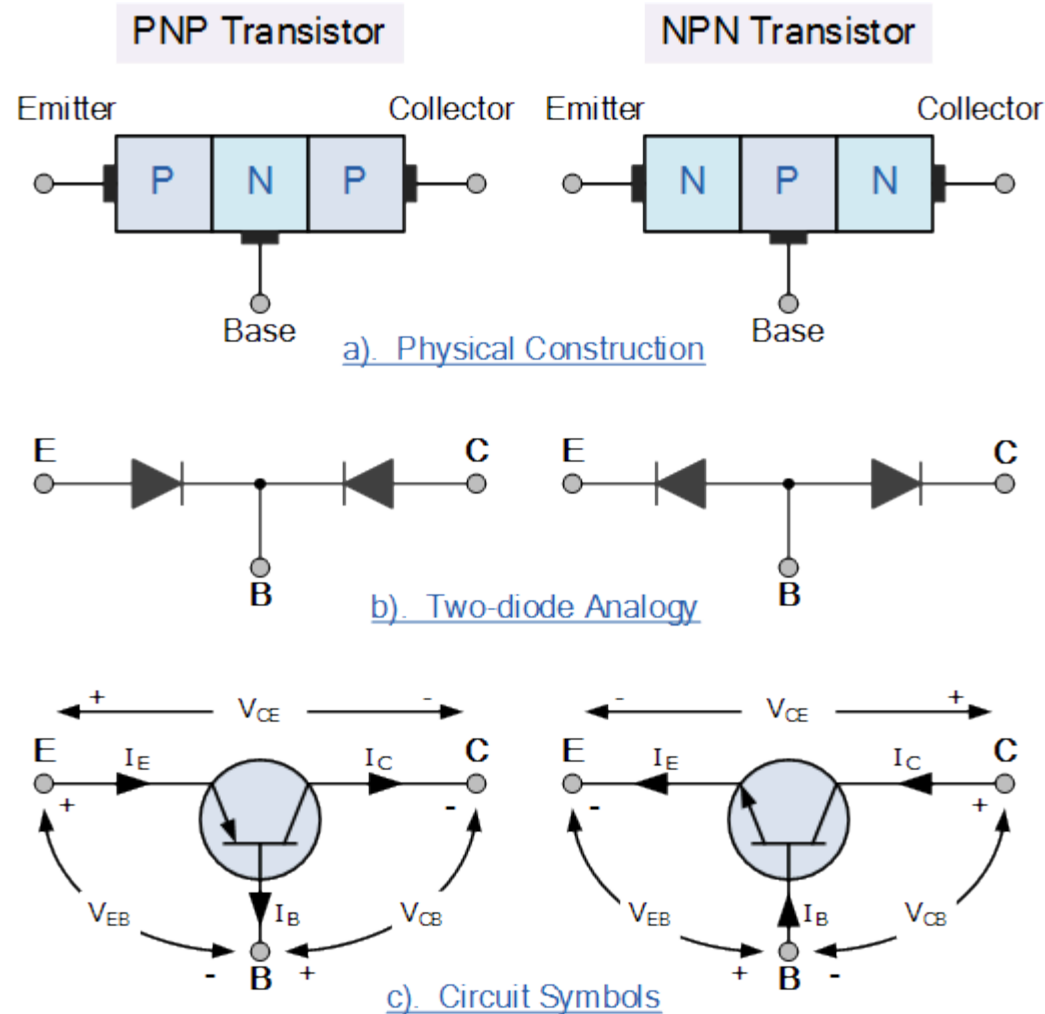 PNP Transistor
NPN Transistor
Emitter
Collector
Emitter
Collector
P N P
N P N
Base
Base
a). Physical Construction
E
C
E
C
B
B
b). Two-diode Analogy
+ VCE -
- VCE +
E
IE
IC
C
E
IE
IC
C
+
-
-
+
VEB
IB
VCB
VEB
IB
VCB
- B +
+ B -
c). Circuit Symbols